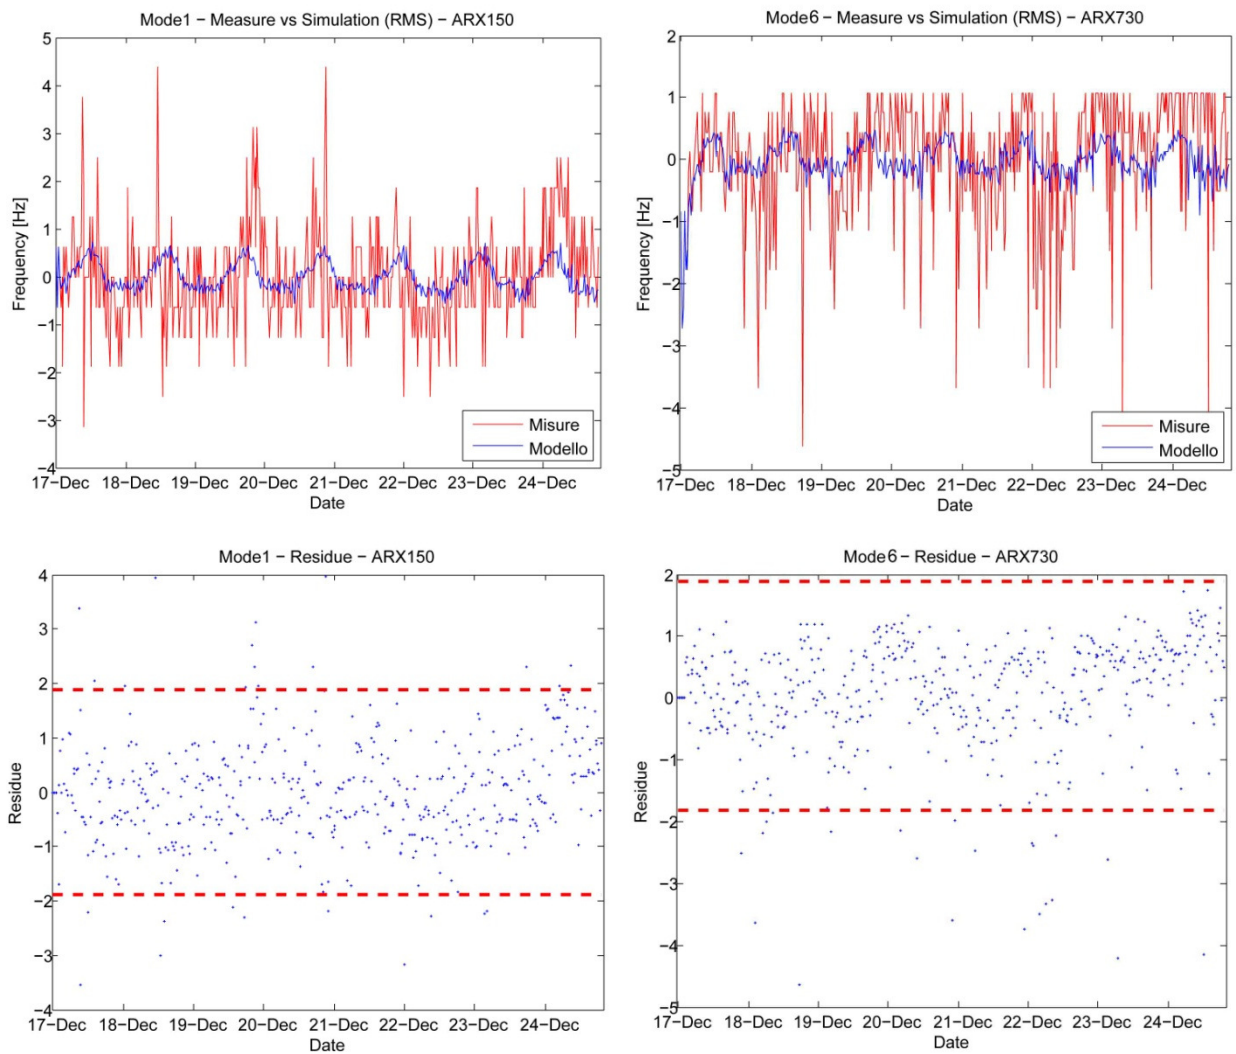 Mode1 − Measure vs Simulation (RMS) − ARX150
5
4
3
2
1
0
−1
−2
−3
−4
Frequency [Hz]
17−Dec 18−Dec 19−Dec 20−Dec 21−Dec 22−Dec 23−Dec 24−Dec
Date
Misure
Modello
Mode6 − Measure vs Simulation (RMS) − ARX730
2
1
0
−1
−2
−3
−4
−5
Frequency [Hz]
17−Dec 18−Dec 19−Dec 20−Dec 21−Dec 22−Dec 23−Dec 24−Dec
Date
Misure
Modello
Mode1 − Residue − ARX150
4
3
2
1
0
−1
−2
−3
−4
Residue
17−Dec 18−Dec 19−Dec 20−Dec 21−Dec 22−Dec 23−Dec 24−Dec
Date
Mode6 − Residue − ARX730
2
1
0
−1
−2
−3
−4
−5
Residue
17−Dec 18−Dec 19−Dec 20−Dec 21−Dec 22−Dec 23−Dec 24−Dec
Date